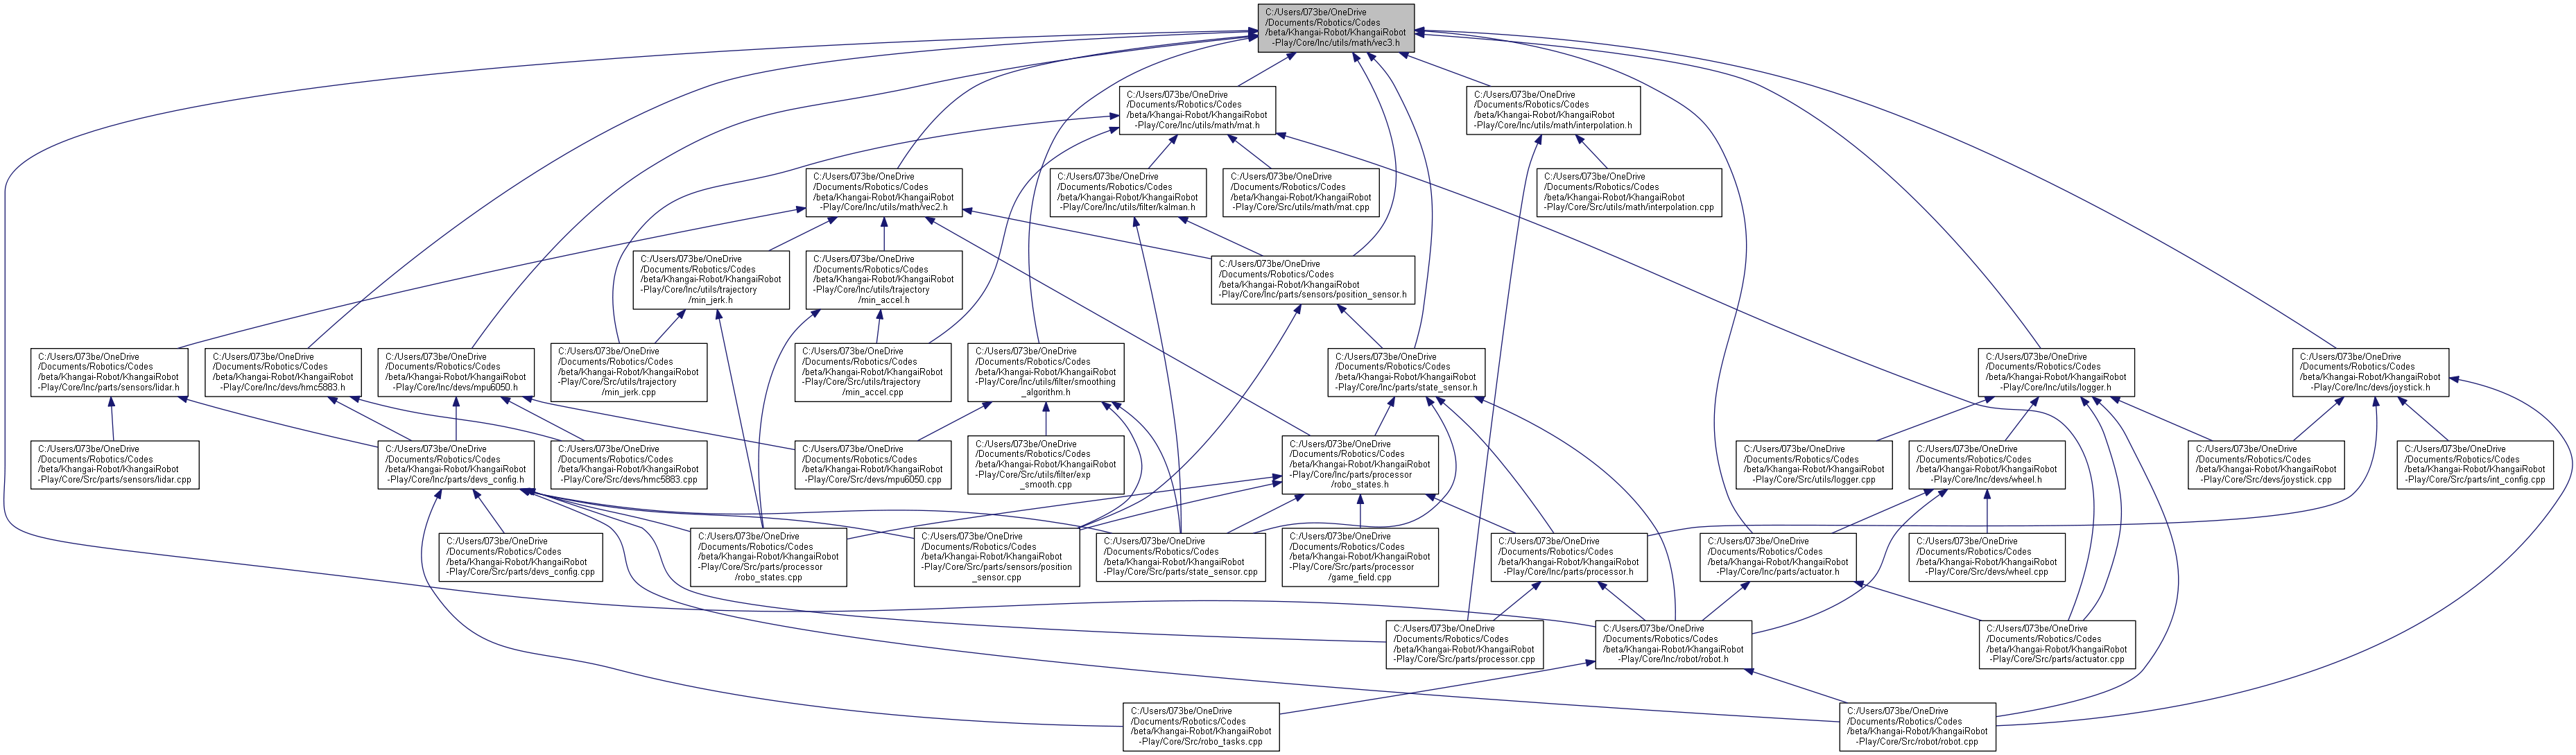 C:/Users/073be/OneDrive
/Documents/Robotics/Codes
/beta/Khangai-Robot/KhangaiRobot
-Play/Core/Inc/utils/math/vec3.h
C:/Users/073be/OneDrive
/Documents/Robotics/Codes
/beta/Khangai-Robot/KhangaiRobot
-Play/Core/Inc/utils/math/mat.h
C:/Users/073be/OneDrive
/Documents/Robotics/Codes
/beta/Khangai-Robot/KhangaiRobot
-Play/Core/Inc/utils/math/interpolation.h
C:/Users/073be/OneDrive
/Documents/Robotics/Codes
/beta/Khangai-Robot/KhangaiRobot
-Play/Core/Inc/utils/math/vec2.h
C:/Users/073be/OneDrive
/Documents/Robotics/Codes
/beta/Khangai-Robot/KhangaiRobot
-Play/Core/Inc/utils/filter/kalman.h
C:/Users/073be/OneDrive
/Documents/Robotics/Codes
/beta/Khangai-Robot/KhangaiRobot
-Play/Core/Src/utils/math/mat.cpp
C:/Users/073be/OneDrive
/Documents/Robotics/Codes
/beta/Khangai-Robot/KhangaiRobot
-Play/Core/Src/utils/math/interpolation.cpp
C:/Users/073be/OneDrive
/Documents/Robotics/Codes
/beta/Khangai-Robot/KhangaiRobot
-Play/Core/Inc/utils/trajectory
/min_jerk.h
C:/Users/073be/OneDrive
/Documents/Robotics/Codes
/beta/Khangai-Robot/KhangaiRobot
-Play/Core/Inc/utils/trajectory
/min_accel.h
C:/Users/073be/OneDrive
/Documents/Robotics/Codes
/beta/Khangai-Robot/KhangaiRobot
-Play/Core/Inc/parts/sensors/position_sensor.h
C:/Users/073be/OneDrive
/Documents/Robotics/Codes
/beta/Khangai-Robot/KhangaiRobot
-Play/Core/Inc/parts/sensors/lidar.h
C:/Users/073be/OneDrive
/Documents/Robotics/Codes
/beta/Khangai-Robot/KhangaiRobot
-Play/Core/Inc/devs/hmc5883.h
C:/Users/073be/OneDrive
/Documents/Robotics/Codes
/beta/Khangai-Robot/KhangaiRobot
-Play/Core/Inc/devs/mpu6050.h
C:/Users/073be/OneDrive
/Documents/Robotics/Codes
/beta/Khangai-Robot/KhangaiRobot
-Play/Core/Src/utils/trajectory
/min_jerk.cpp
C:/Users/073be/OneDrive
/Documents/Robotics/Codes
/beta/Khangai-Robot/KhangaiRobot
-Play/Core/Src/utils/trajectory
/min_accel.cpp
C:/Users/073be/OneDrive
/Documents/Robotics/Codes
/beta/Khangai-Robot/KhangaiRobot
-Play/Core/Inc/utils/filter/smoothing
_algorithm.h
C:/Users/073be/OneDrive
/Documents/Robotics/Codes
/beta/Khangai-Robot/KhangaiRobot
-Play/Core/Inc/parts/state_sensor.h
C:/Users/073be/OneDrive
/Documents/Robotics/Codes
/beta/Khangai-Robot/KhangaiRobot
-Play/Core/Inc/utils/logger.h
C:/Users/073be/OneDrive
/Documents/Robotics/Codes
/beta/Khangai-Robot/KhangaiRobot
-Play/Core/Inc/devs/joystick.h
C:/Users/073be/OneDrive
/Documents/Robotics/Codes
/beta/Khangai-Robot/KhangaiRobot
-Play/Core/Src/parts/sensors/lidar.cpp
C:/Users/073be/OneDrive
/Documents/Robotics/Codes
/beta/Khangai-Robot/KhangaiRobot
-Play/Core/Inc/parts/devs_config.h
C:/Users/073be/OneDrive
/Documents/Robotics/Codes
/beta/Khangai-Robot/KhangaiRobot
-Play/Core/Src/devs/hmc5883.cpp
C:/Users/073be/OneDrive
/Documents/Robotics/Codes
/beta/Khangai-Robot/KhangaiRobot
-Play/Core/Src/devs/mpu6050.cpp
C:/Users/073be/OneDrive
/Documents/Robotics/Codes
/beta/Khangai-Robot/KhangaiRobot
-Play/Core/Src/utils/filter/exp
_smooth.cpp
C:/Users/073be/OneDrive
/Documents/Robotics/Codes
/beta/Khangai-Robot/KhangaiRobot
-Play/Core/Inc/parts/processor
/robo_states.h
C:/Users/073be/OneDrive
/Documents/Robotics/Codes
/beta/Khangai-Robot/KhangaiRobot
-Play/Core/Src/utils/logger.cpp
C:/Users/073be/OneDrive
/Documents/Robotics/Codes
/beta/Khangai-Robot/KhangaiRobot
-Play/Core/Inc/devs/wheel.h
C:/Users/073be/OneDrive
/Documents/Robotics/Codes
/beta/Khangai-Robot/KhangaiRobot
-Play/Core/Src/devs/joystick.cpp
C:/Users/073be/OneDrive
/Documents/Robotics/Codes
/beta/Khangai-Robot/KhangaiRobot
-Play/Core/Src/parts/int_config.cpp
C:/Users/073be/OneDrive
/Documents/Robotics/Codes
/beta/Khangai-Robot/KhangaiRobot
-Play/Core/Src/parts/devs_config.cpp
C:/Users/073be/OneDrive
/Documents/Robotics/Codes
/beta/Khangai-Robot/KhangaiRobot
-Play/Core/Src/parts/processor
/robo_states.cpp
C:/Users/073be/OneDrive
/Documents/Robotics/Codes
/beta/Khangai-Robot/KhangaiRobot
-Play/Core/Src/parts/sensors/position
_sensor.cpp
C:/Users/073be/OneDrive
/Documents/Robotics/Codes
/beta/Khangai-Robot/KhangaiRobot
-Play/Core/Src/parts/state_sensor.cpp
C:/Users/073be/OneDrive
/Documents/Robotics/Codes
/beta/Khangai-Robot/KhangaiRobot
-Play/Core/Src/parts/processor
/game_field.cpp
C:/Users/073be/OneDrive
/Documents/Robotics/Codes
/beta/Khangai-Robot/KhangaiRobot
-Play/Core/Inc/parts/processor.h
C:/Users/073be/OneDrive
/Documents/Robotics/Codes
/beta/Khangai-Robot/KhangaiRobot
-Play/Core/Inc/parts/actuator.h
C:/Users/073be/OneDrive
/Documents/Robotics/Codes
/beta/Khangai-Robot/KhangaiRobot
-Play/Core/Src/devs/wheel.cpp
C:/Users/073be/OneDrive
/Documents/Robotics/Codes
/beta/Khangai-Robot/KhangaiRobot
-Play/Core/Src/parts/processor.cpp
C:/Users/073be/OneDrive
/Documents/Robotics/Codes
/beta/Khangai-Robot/KhangaiRobot
-Play/Core/Inc/robot/robot.h
C:/Users/073be/OneDrive
/Documents/Robotics/Codes
/beta/Khangai-Robot/KhangaiRobot
-Play/Core/Src/parts/actuator.cpp
C:/Users/073be/OneDrive
/Documents/Robotics/Codes
/beta/Khangai-Robot/KhangaiRobot
-Play/Core/Src/robo_tasks.cpp
C:/Users/073be/OneDrive
/Documents/Robotics/Codes
/beta/Khangai-Robot/KhangaiRobot
-Play/Core/Src/robot/robot.cpp